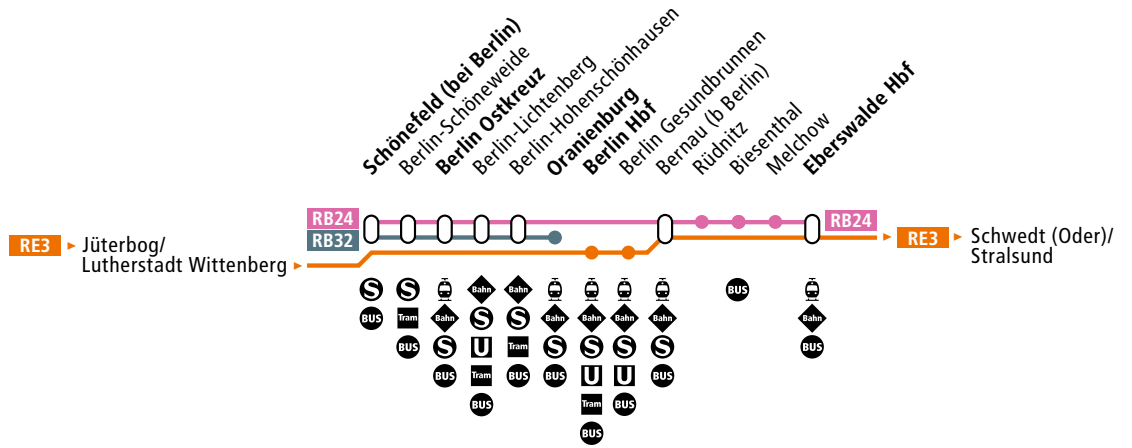 Schönefeld (bei Berlin)
Berlin-Schöneweide
Berlin Ostkreuz
Berlin-Lichtenberg
Berlin-Hohenschönhausen
Oranienburg
Berlin Hbf
Berlin Gesundbrunnen
Bernau (b Berlin)
Rüdnitz
Biesenthal
Melchow
Eberswalde Hbf
RB24
RB24
RB32
RE3
Jüterbog/
Lutherstadt Wittenberg
RE3
Schwedt (Oder)/
Stralsund
S S Bahn Bahn BUS
BUS Tram Bahn S S Bahn Bahn Bahn Bahn Bahn
BUS S U Tram S S S S BUS
BUS Tram BUS BUS U U BUS
BUS Tram
BUS